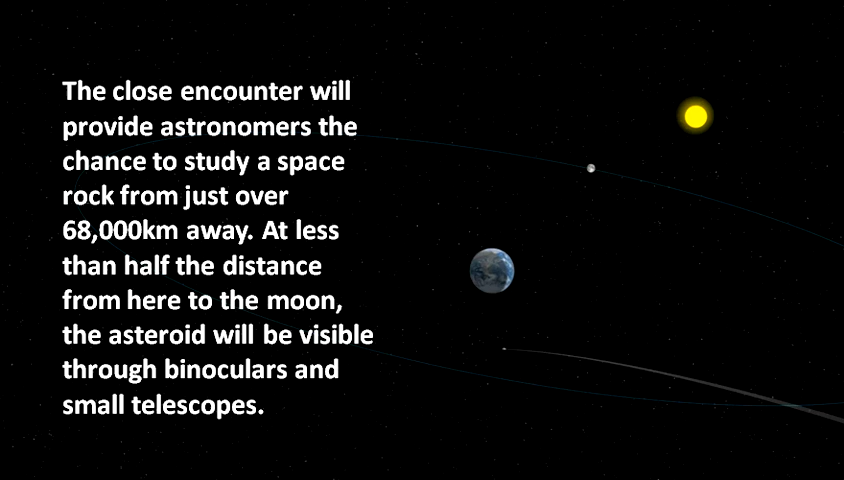 The close encounter will
provide astronomers the
chance to study a space
rock from just over
68,000km away. At less
than half the distance
from here to the moon,
the asteroid will be visible
through binoculars and
small telescopes.